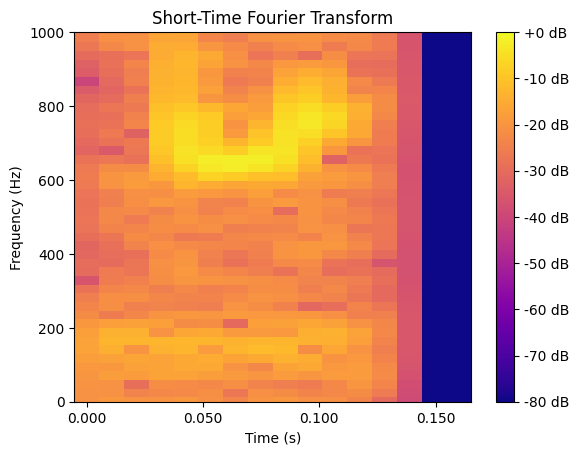 Short-Time Fourier Transform
1000
800
600
400
200
0
Frequency (Hz)
0.000
0.050
0.100
0.150
Time (s)
+0 dB
-10 dB
-20 dB
-30 dB
-40 dB
-50 dB
-60 dB
-70 dB
-80 dB